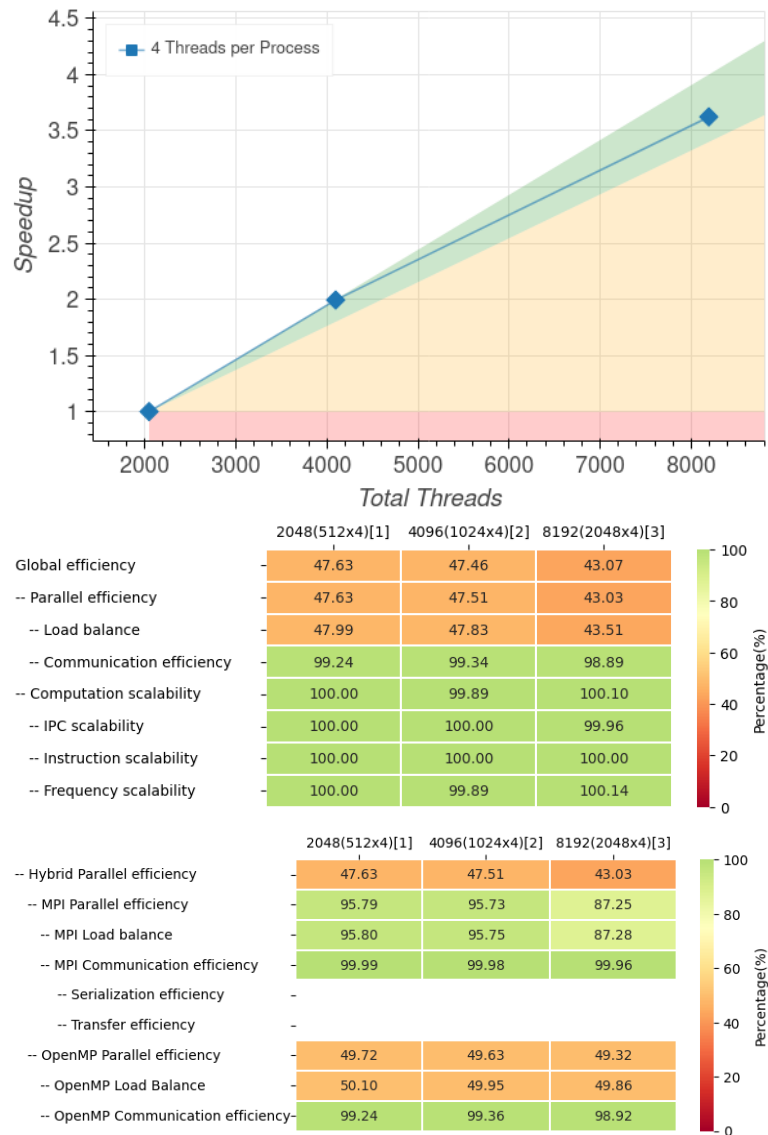 4.5
4 Threads per Process
4
3.5
3
2.5
2
1.5
1
Speedup
2000 3000 4000 5000 6000 7000 8000
Total Threads
2048(512x4)[1] 4096(1024x4)[2] 8192(2048x4)[3]
Global efficiency 47.63 47.46 43.07
-- Parallel efficiency 47.63 47.51 43.03
-- Load balance 47.99 47.83 43.51
-- Communication efficiency 99.24 99.34 98.89
-- Computation scalability 100.00 99.89 100.10
-- IPC scalability 100.00 100.00 99.96
-- Instruction scalability 100.00 100.00 100.00
-- Frequency scalability 100.00 99.89 100.14
100
80
60
40
20
0
Percentage(%)
2048(512x4)[1] 4096(1024x4)[2] 8192(2048x4)[3]
-- Hybrid Parallel efficiency 47.63 47.51 43.03
-- MPI Parallel efficiency 95.79 95.73 87.25
-- MPI Load balance 95.80 95.75 87.28
-- MPI Communication efficiency 99.99 99.98 99.96
-- Serialization efficiency
-- Transfer efficiency
-- OpenMP Parallel efficiency 49.72 49.63 49.32
-- OpenMP Load Balance 50.10 49.95 49.86
-- OpenMP Communication efficiency 99.24 99.36 98.92
100
80
60
40
20
0
Percentage(%)